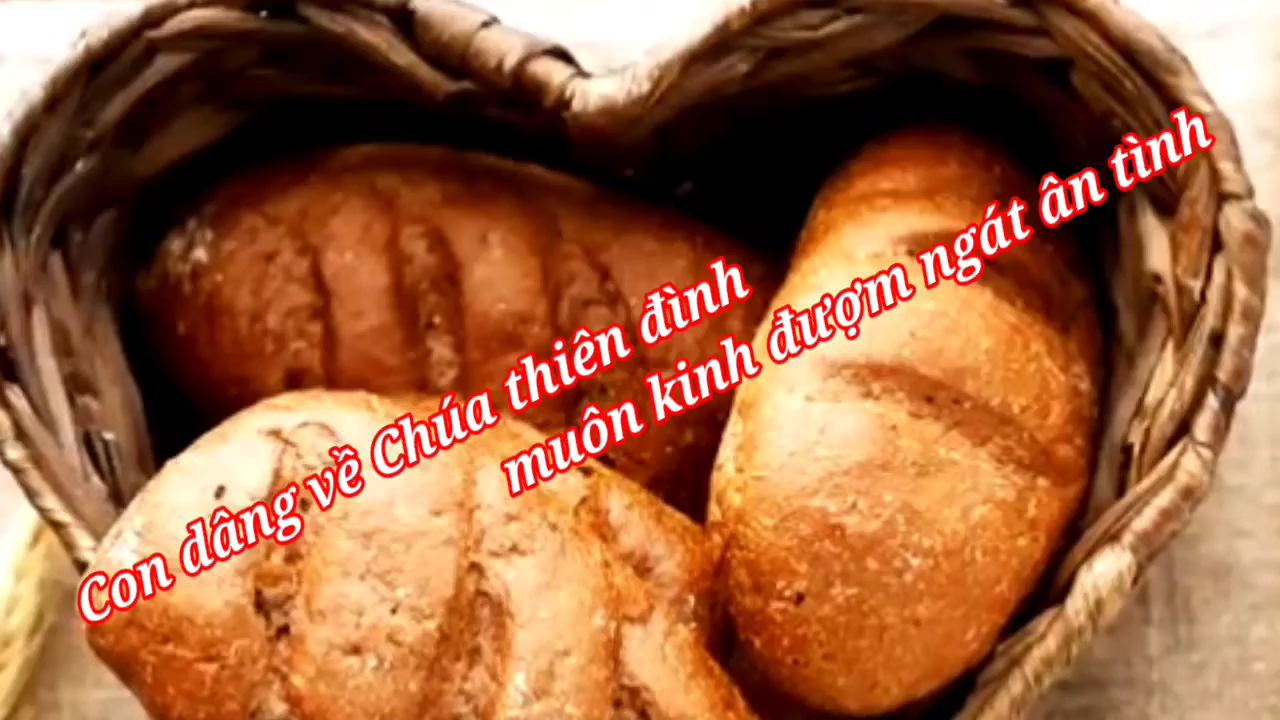 Con dâng về Chúa thiên đình
muôn kinh đượm ngát ân tình